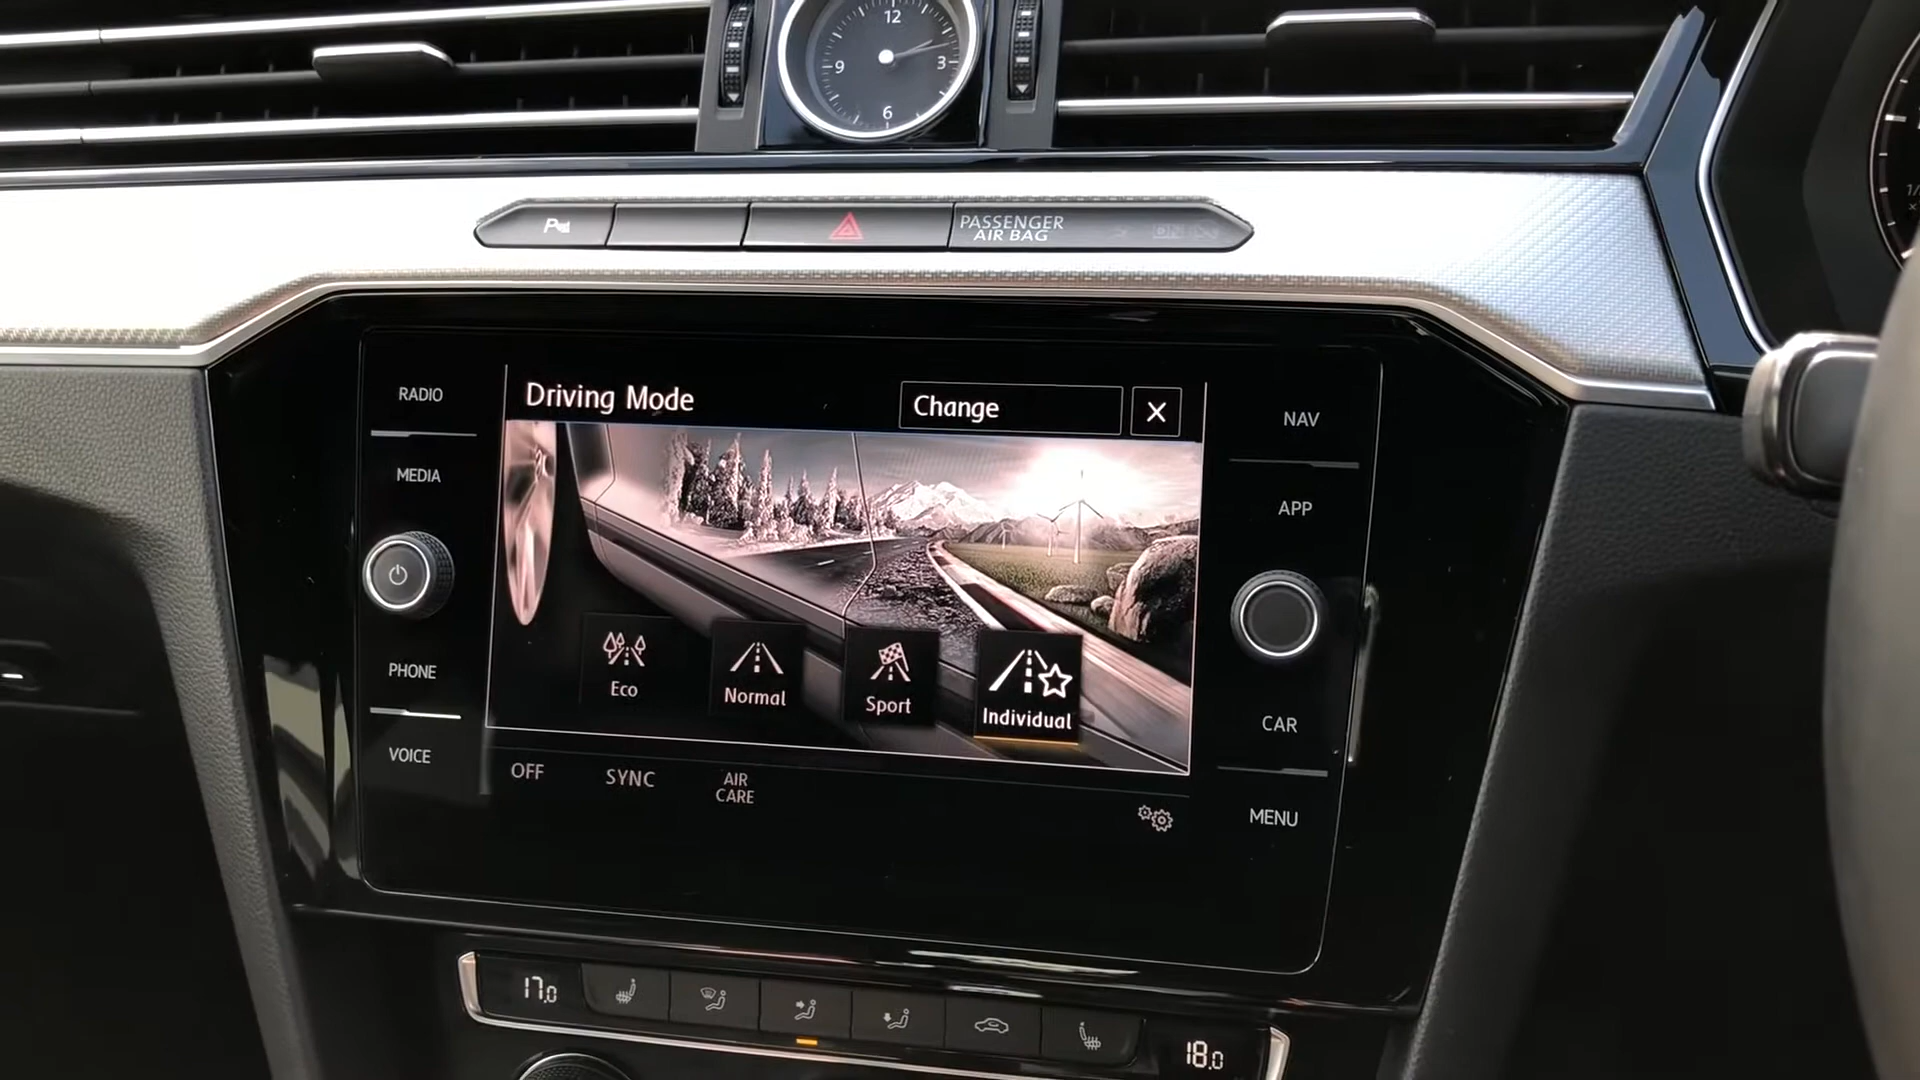 12
9
3
6
P
PASSENGER
AIR BAG
RADIO
MEDIA
PHONE
VOICE
Driving Mode
Change
X
Eco
Normal
Sport
Individual
OFF
SYNC
AIR
CARE
NAV
APP
CAR
MENU
17.0
18.0